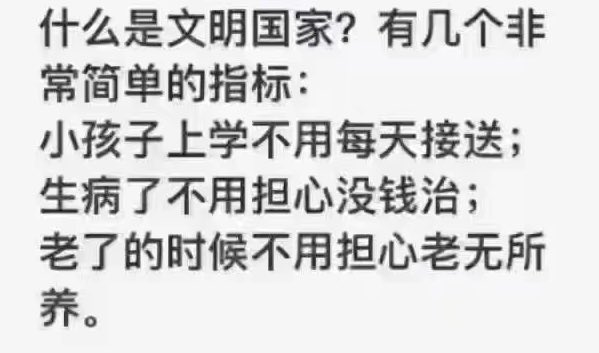 什么是文明国家？有几个非
常简单的指标：
小孩子上学不用每天接送；
生病了不用担心没钱治；
老了的时候不用担心老无所
养。